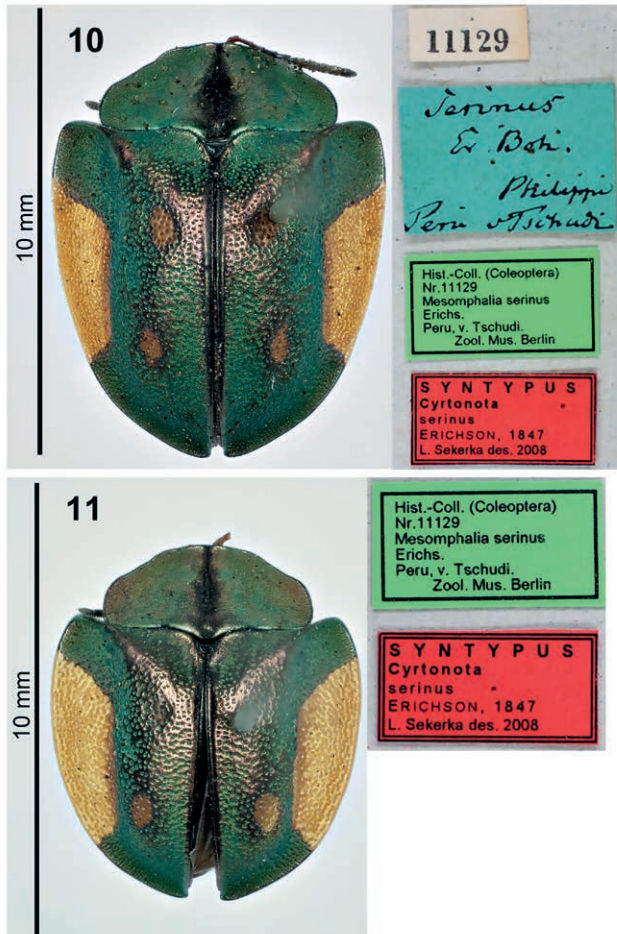 10
10 mm
11129
Serinus
Er. Bch.
Philippi
Peru v Tschudi
Hist.-Coll. (Coleoptera)
Nr.11129
Mesomphalia serinus
Erichs.
Peru, v. Tschudi.
Zool. Mus. Berlin
SYNTYPUS
Cyrtonota
serinus
ERICHSON, 1847
L. Sekerka des. 2008
11
10 mm
Hist.-Coll. (Coleoptera)
Nr.11129
Mesomphalia serinus
Erichs.
Peru, v. Tschudi.
Zool. Mus. Berlin
SYNTYPUS
Cyrtonota
serinus
ERICHSON, 1847
L. Sekerka des. 2008